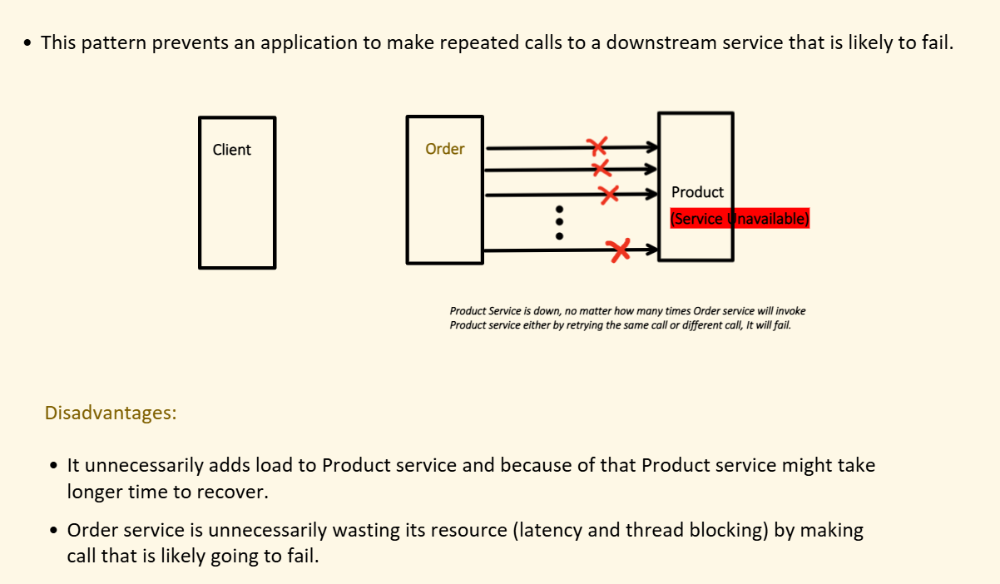 • This pattern prevents an application to make repeated calls to a downstream service that is likely to fail.
Client
Order
Product
(Service Unavailable)
Product Service is down, no matter how many times Order service will invoke
Product service either by retrying the same call or different call, It will fail.
Disadvantages:
• It unnecessarily adds load to Product service and because of that Product service might take
longer time to recover.
• Order service is unnecessarily wasting its resource (latency and thread blocking) by making
call that is likely going to fail.